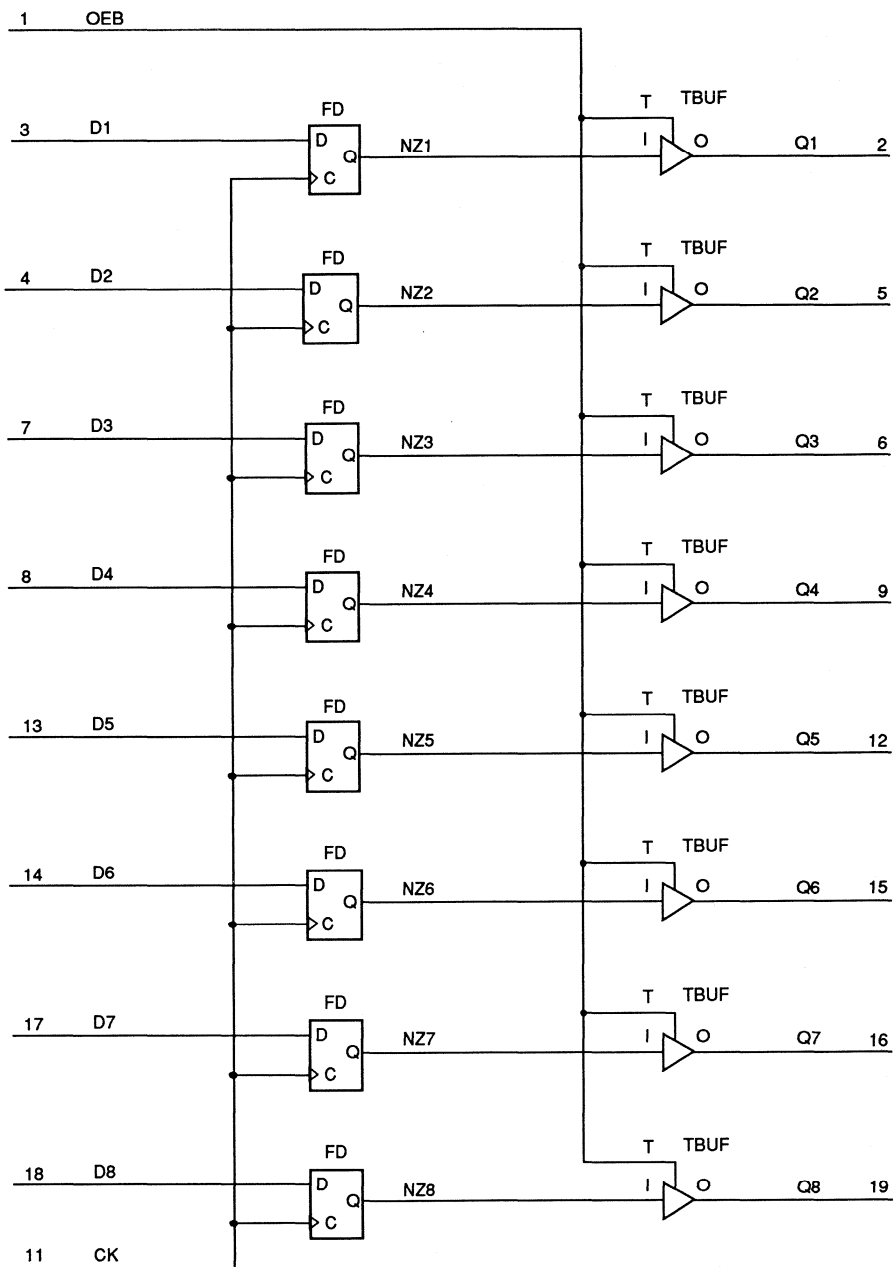 1 OEB
T TBUF
FD
3 D1 D Q C NZ1 I O Q1 2
T TBUF
FD
4 D2 D Q C NZ2 I O Q2 5
T TBUF
FD
7 D3 D Q C NZ3 I O Q3 6
T TBUF
FD
8 D4 D Q C NZ4 I O Q4 9
T TBUF
FD
13 D5 D Q C NZ5 I O Q5 12
T TBUF
FD
14 D6 D Q C NZ6 I O Q6 15
T TBUF
FD
17 D7 D Q C NZ7 I O Q7 16
T TBUF
FD
18 D8 D Q C NZ8 I O Q8 19
11 CK